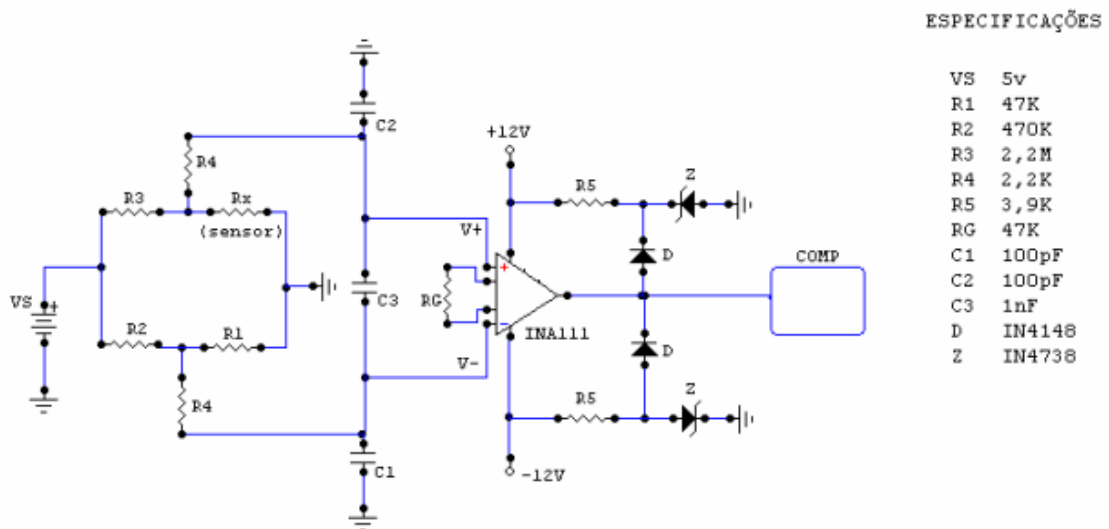 ESPECIFICAÇÕES
VS 5v
R1 47K
R2 470K
R3 2,2M
R4 2,2K
R5 3,9K
RG 47K
C1 100pF
C2 100pF
C3 1nF
D IN4148
Z IN4738
C2
+12V
R4
R5
Z
R3
Rx
(sensor)
V+
D
COMP
VS
+
C3
RG
+
-
INA111
R2
R1
V-
D
Z
R4
R5
C1
-12V